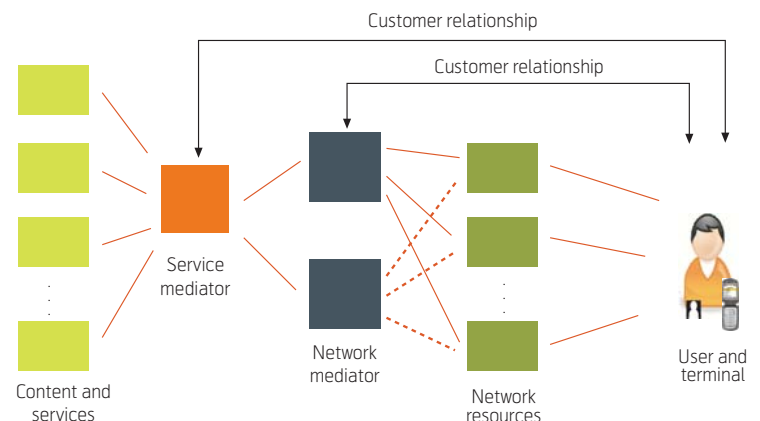 Customer relationship
Customer relationship
Service
mediator
Network
mediator
Content and
services
Network
resources
User and
terminal